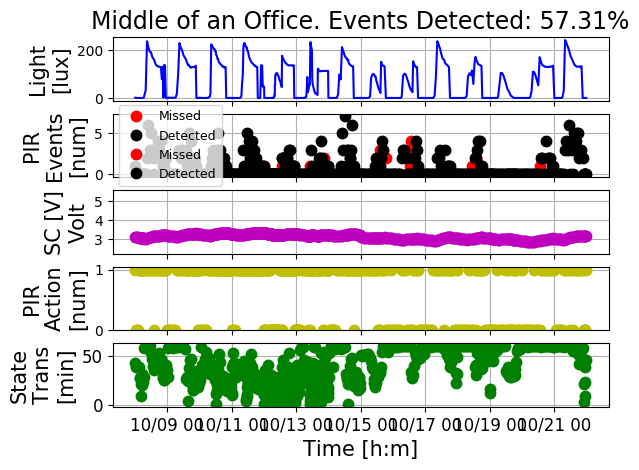 Middle of an Office. Events Detected: 57.31%
Light
[lux]
200
0
PIR
Events
[num]
5
0
Missed
Detected
Missed
Detected
SC [V]
Volt
5
4
3
PIR
Action
[num]
1
0
State
Trans
[min]
50
0
10/09 00 10/11 00 10/13 00 10/15 00 10/17 00 10/19 00 10/21 00
Time [h:m]